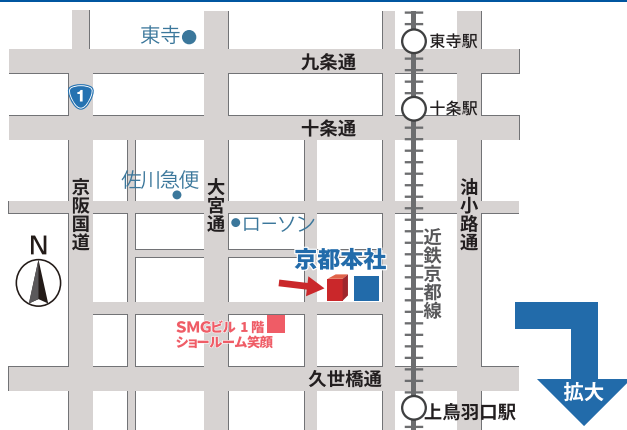 東寺
東寺駅
九条通
1
十条駅
十条通
佐川急便
京阪国道
大宮通
油小路通
ローソン
近鉄京都線
N
京都本社
SMGビル 1階
ショールーム笑顔
久世橋通
拡大
上鳥羽口駅